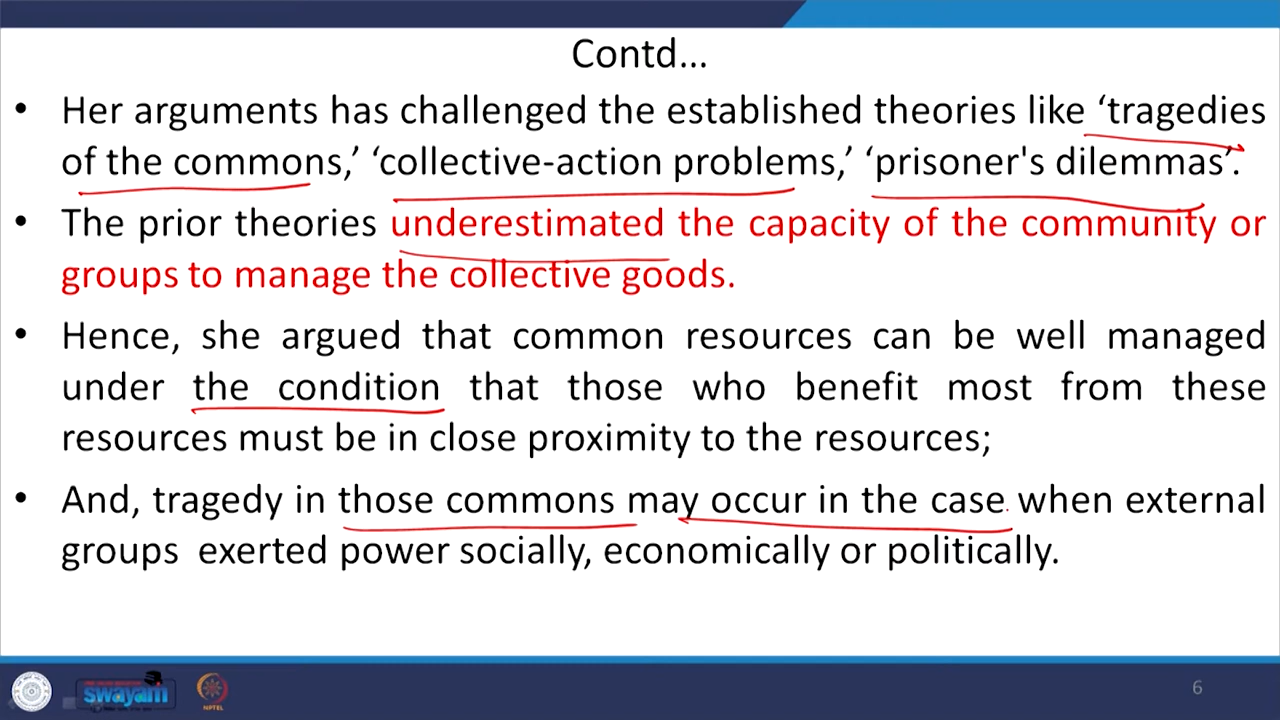 Contd...
• Her arguments has challenged the established theories like ‘tragedies
of the commons,’ ‘collective-action problems,’ ‘prisoner's dilemmas’.
• The prior theories underestimated the capacity of the community or
groups to manage the collective goods.
• Hence, she argued that common resources can be well managed
under the condition that those who benefit most from these
resources must be in close proximity to the resources;
• And, tragedy in those commons may occur in the case when external
groups exerted power socially, economically or politically.
swayam
NPTEL
6